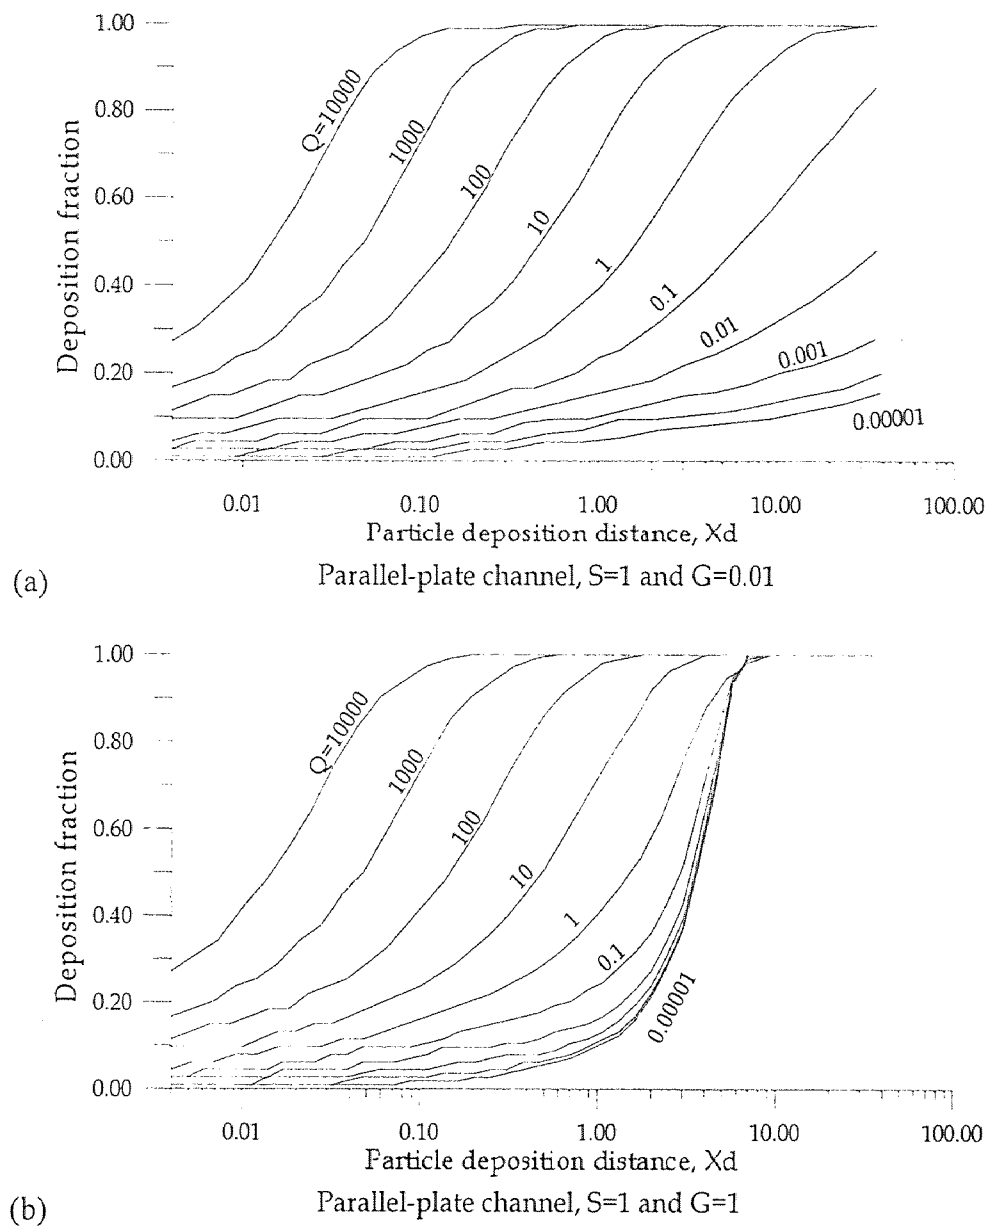 1.00
0.80
0.60
0.40
0.20
0.00
Deposition fraction
Q=10000
1000
100
10
1
0.1
0.01
0.001
0.00001
0.01 0.10 1.00 10.00 100.00
Particle deposition distance, Xd
(a) Parallel-plate channel, S=1 and G=0.01
1.00
0.80
0.60
0.40
0.20
0.00
Deposition fraction
Q=10000
1000
100
10
1
0.1
0.00001
0.01 0.10 1.00 10.00 100.00
Particle deposition distance, Xd
(b) Parallel-plate channel, S=1 and G=1